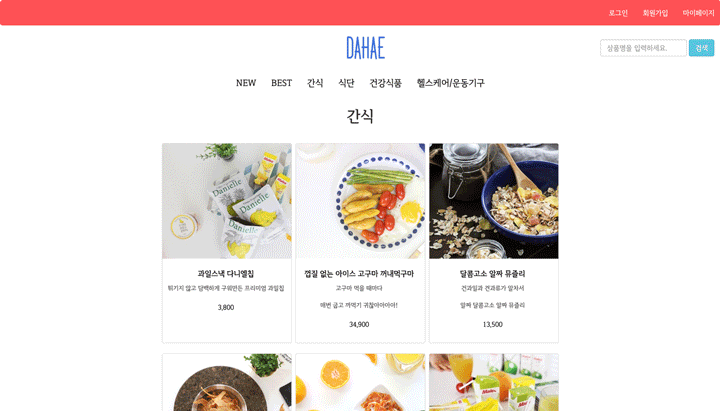 로그인 회원가입 마이페이지
DAHAE
상품명을 입력하세요. 검색
NEW BEST 간식 식단 건강식품 헬스케어/운동기구
간식
Danielle
과일스낵 다니엘칩
튀기지 않고 담백하게 구워만든 프리미엄 과일칩
3,800
껍질 없는 아이스 고구마 꺼내먹구마
고구마 먹을 때마다
매번 굽고 까먹기 귀찮아아아아!
34,900
달콤고소 알짜 뮤즐리
건과일과 견과류가 알차서
알짜 달콤고소 알짜 뮤즐리
13,500